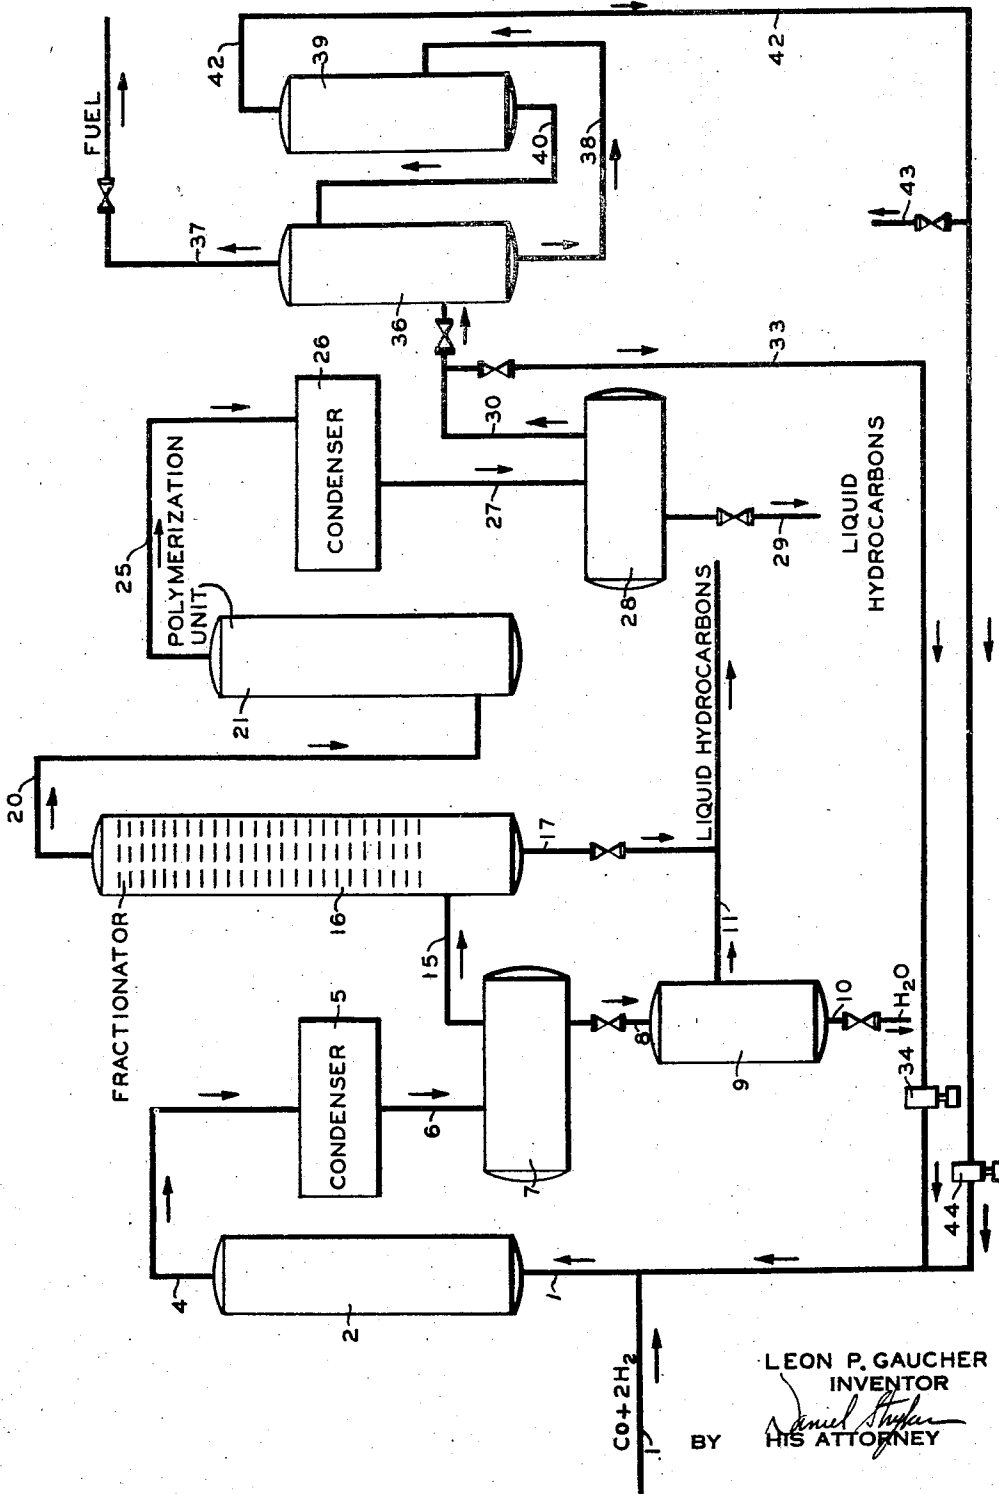 FUEL
42
39
42
37
40
38
43
36
26
33
25
POLYMERIZATION
UNIT
CONDENSER
30
27
29
LIQUID
HYDROCARBONS
28
21
20
LIQUID HYDROCARBONS
17
FRACTIONATOR
16
15
11
5
CONDENSER
6
7
8
9
10
H2O
34
44
4
2
1
CO+2H2
1
LEON P. GAUCHER
INVENTOR
Daniel Stryker
BY HIS ATTORNEY